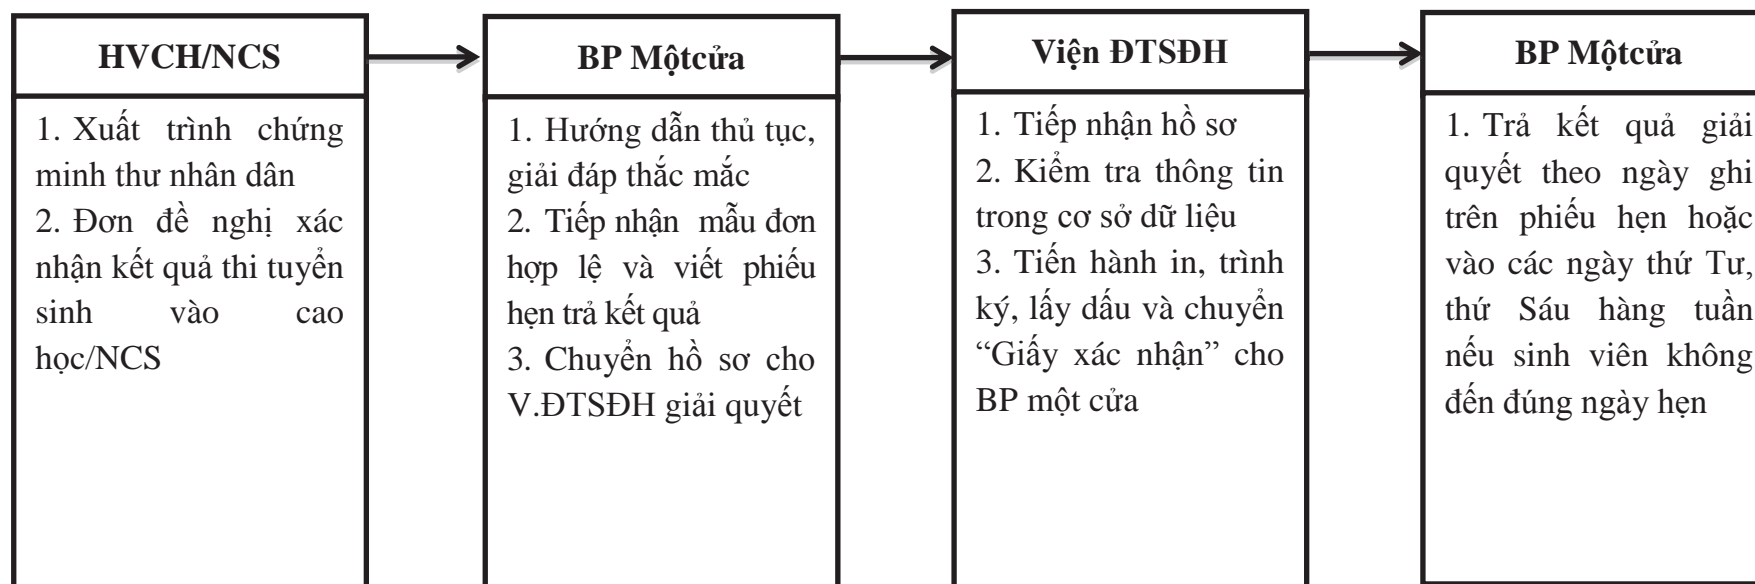 HVCH/NCS
1. Xuất trình chứng
minh thư nhân dân
2. Đơn đề nghị xác
nhận kết quả thi tuyển
sinh vào cao
học/NCS
BP Mộtcửa
1. Hướng dẫn thủ tục,
giải đáp thắc mắc
2. Tiếp nhận mẫu đơn
hợp lệ và viết phiếu
hẹn trả kết quả
3. Chuyển hồ sơ cho
V.ĐTSĐH giải quyết
Viện ĐTSĐH
1. Tiếp nhận hồ sơ
2. Kiểm tra thông tin
trong cơ sở dữ liệu
3. Tiến hành in, trình
ký, lấy dấu và chuyển
“Giấy xác nhận” cho
BP một cửa
BP Mộtcửa
1. Trả kết quả giải
quyết theo ngày ghi
trên phiếu hẹn hoặc
vào các ngày thứ Tư,
thứ Sáu hàng tuần
nếu sinh viên không
đến đúng ngày hẹn